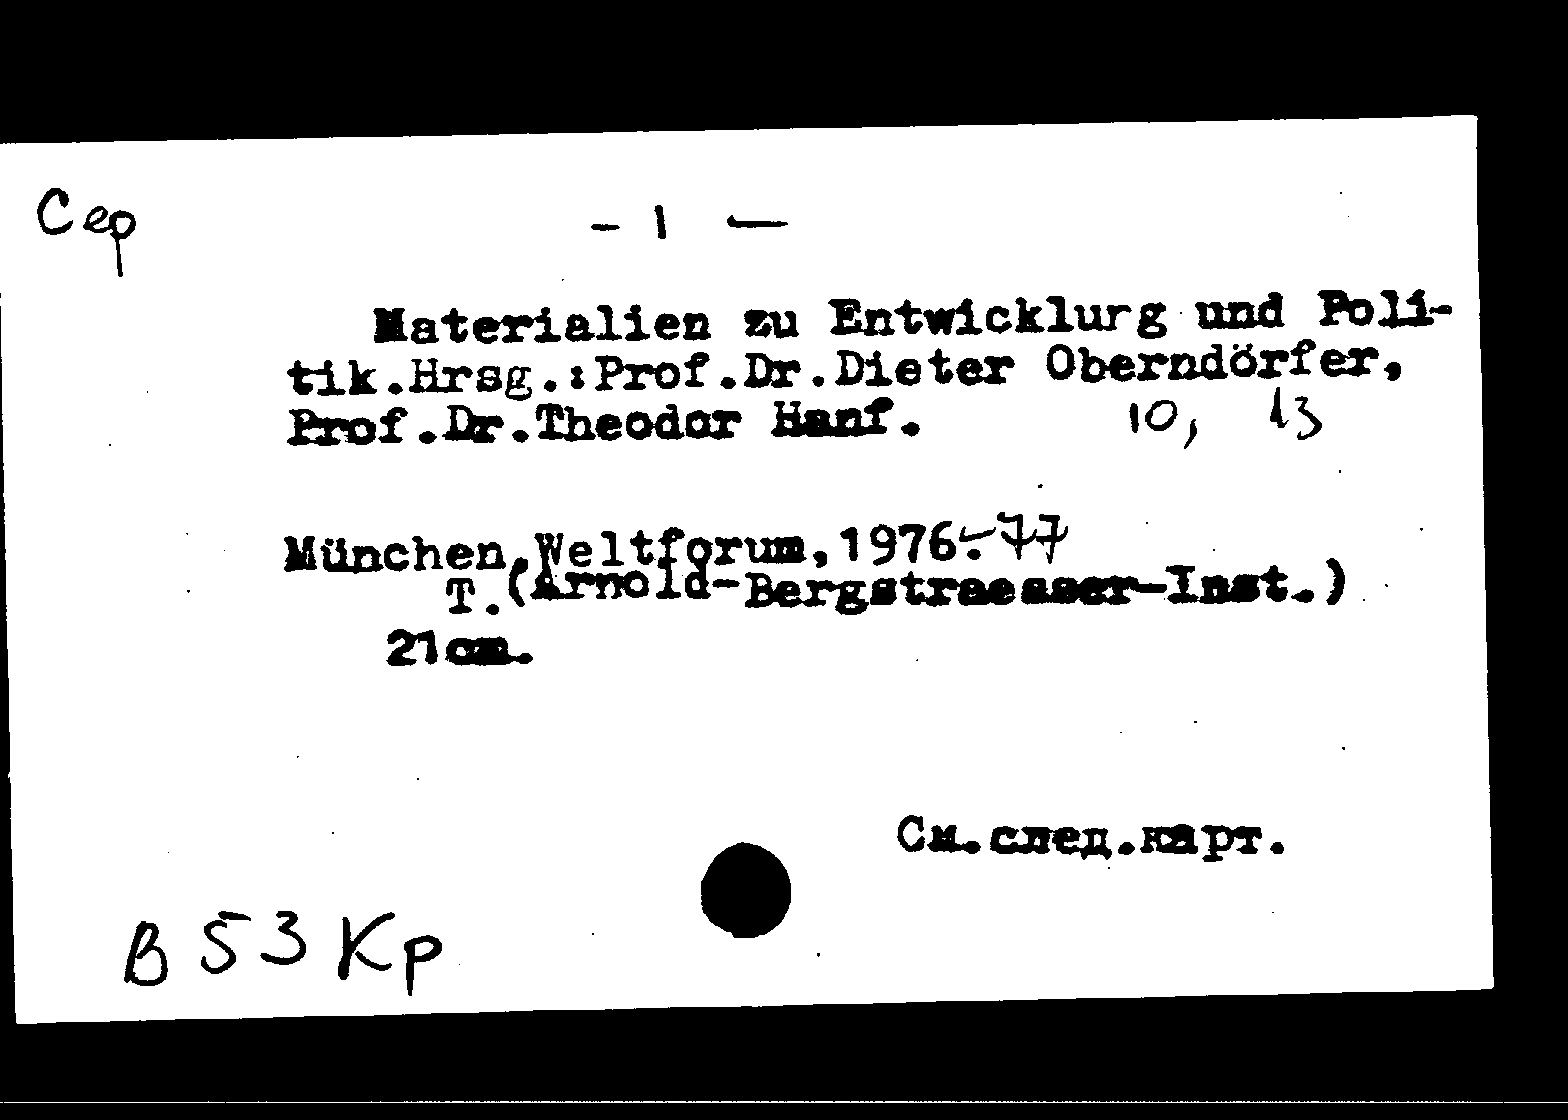 Сер
- 1 -
Materialien zu Entwicklurg und Poli-
tik.Hrsg.:Prof.Dr.Dieter Oberndörfer,
Prof.Dr.Theodor Hanf.
10, 13
München,Weltforum,1976.-77
T.(Arnold-Bergstraesser-Inst.)
21cm.
См.след.карт.
В 53 Кр